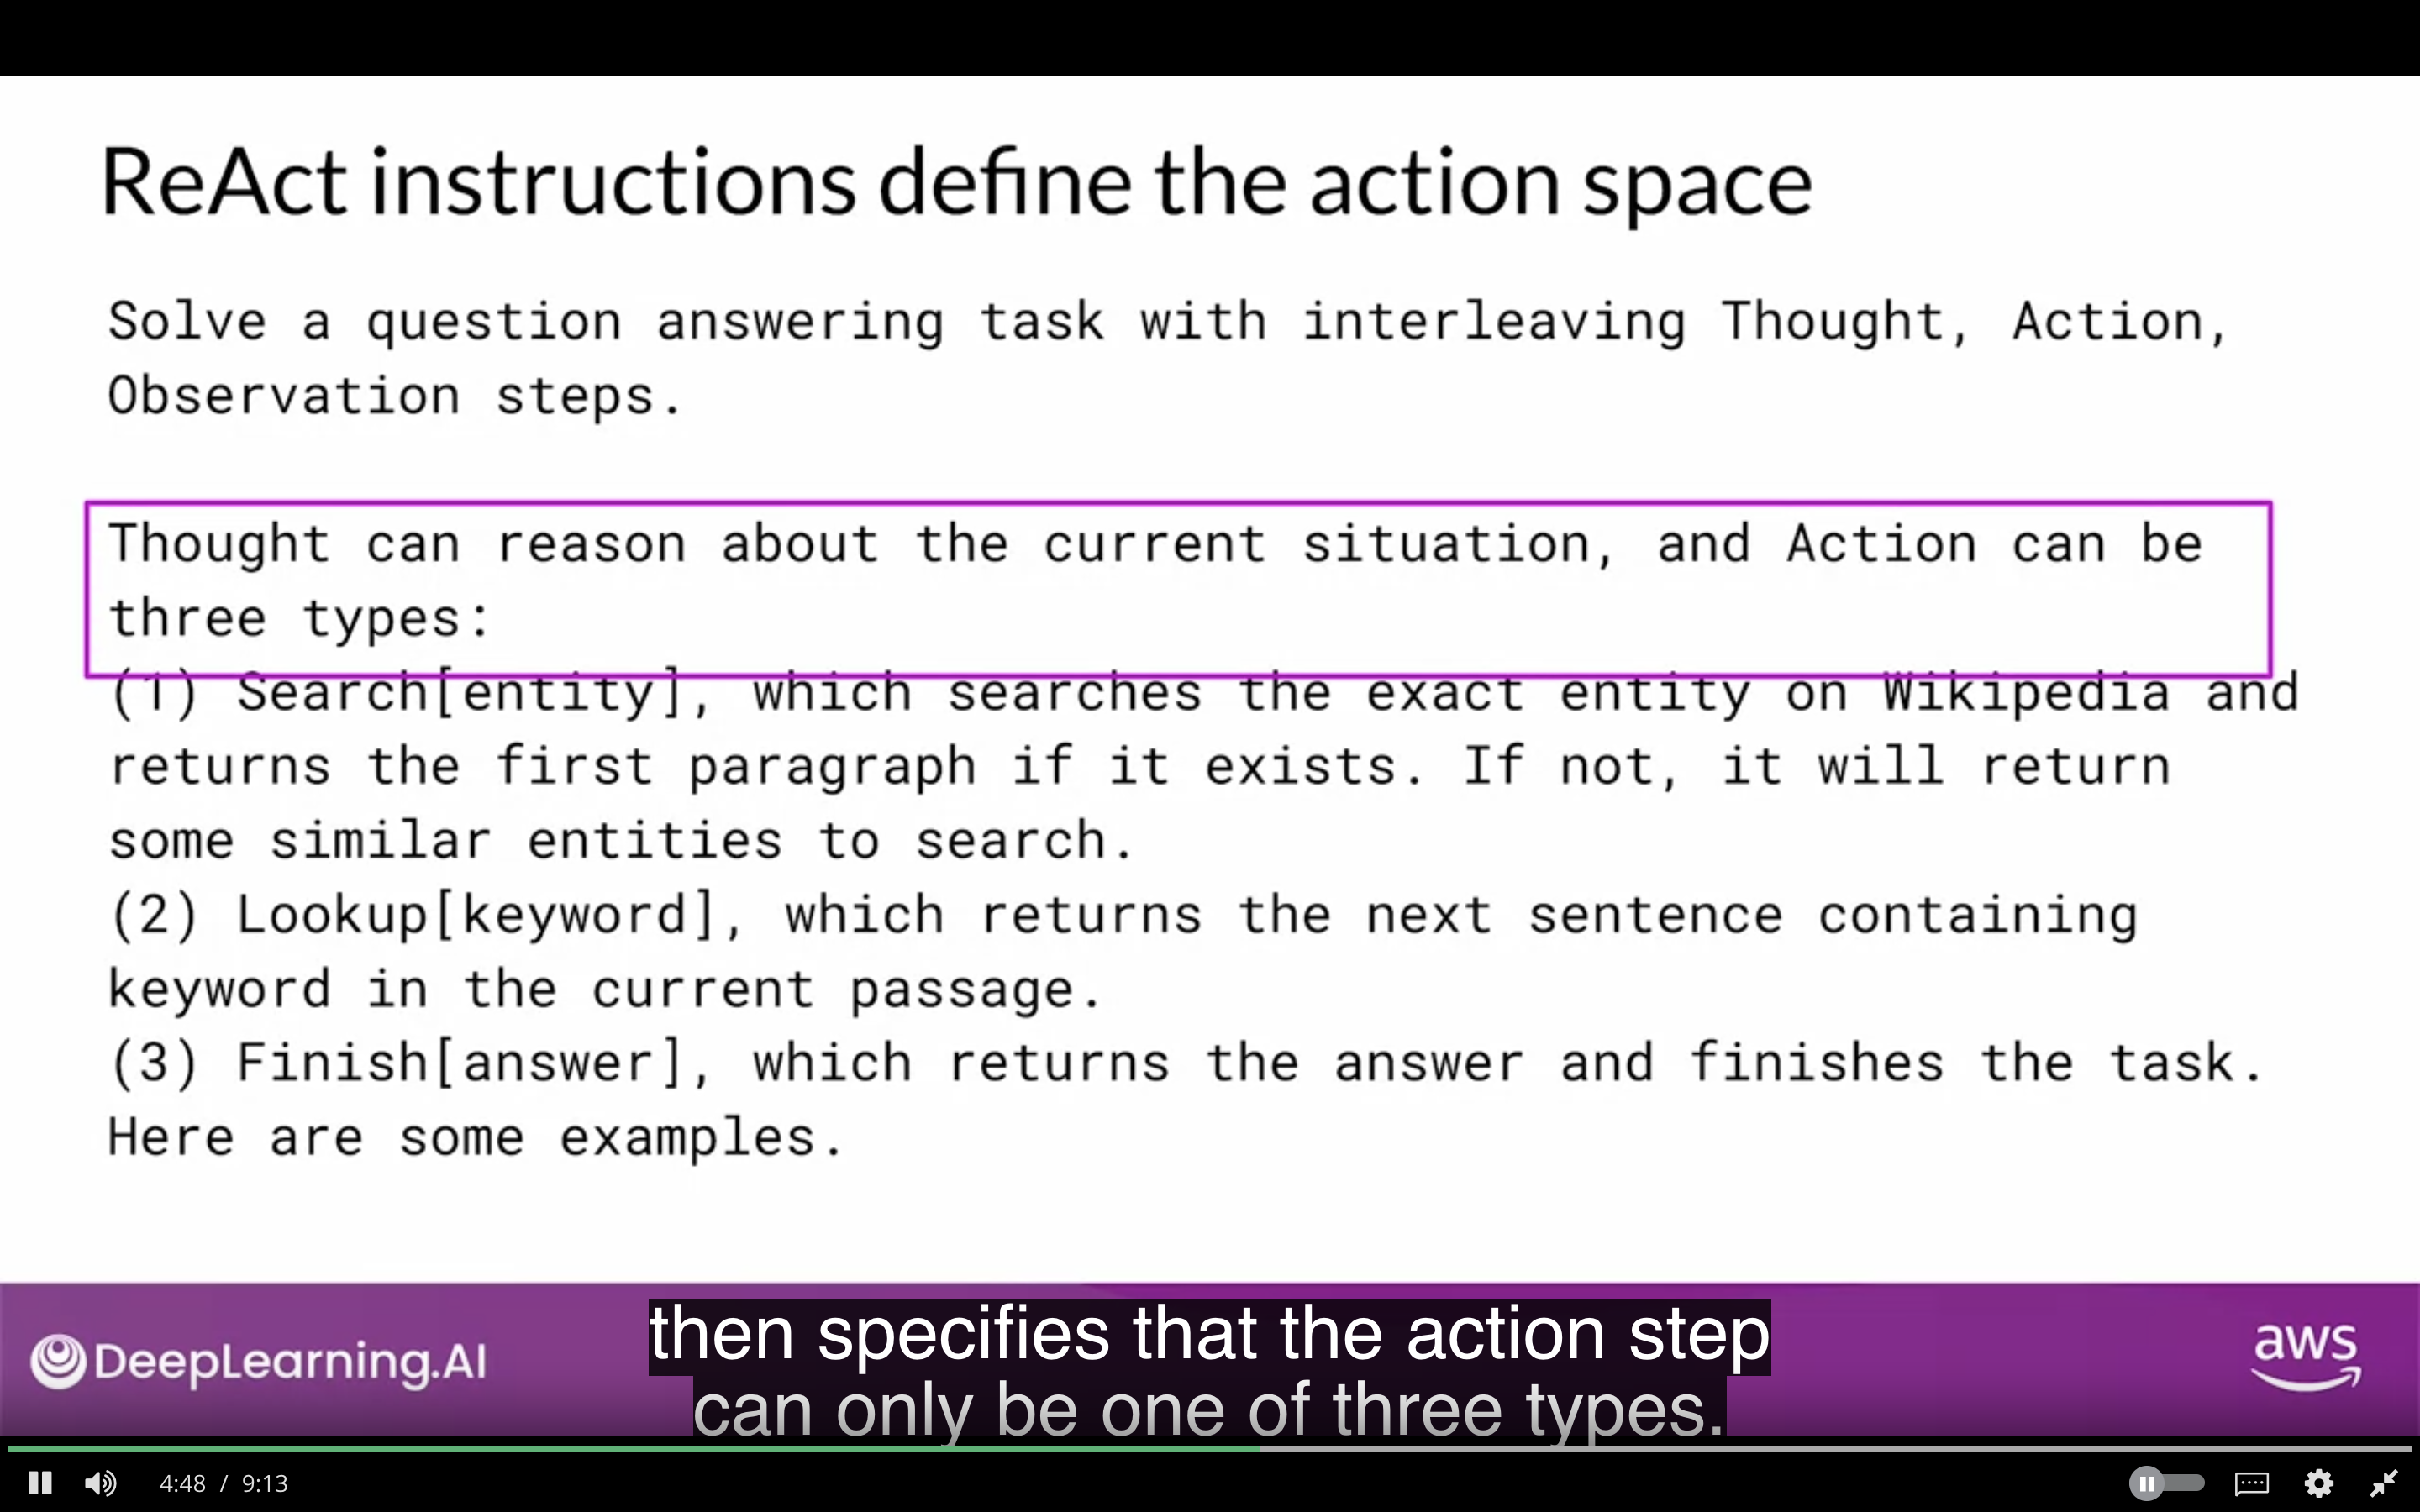 ReAct instructions define the action space
Solve a question answering task with interleaving Thought, Action,
Observation steps.
Thought can reason about the current situation, and Action can be
three types:
(1) Search[entity], which searches the exact entity on Wikipedia and
returns the first paragraph if it exists. If not, it will return
some similar entities to search.
(2) Lookup[keyword], which returns the next sentence containing
keyword in the current passage.
(3) Finish[answer], which returns the answer and finishes the task.
Here are some examples.
DeepLearning.AI
then specifies that the action step
can only be one of three types.
aws
4:48 / 9:13